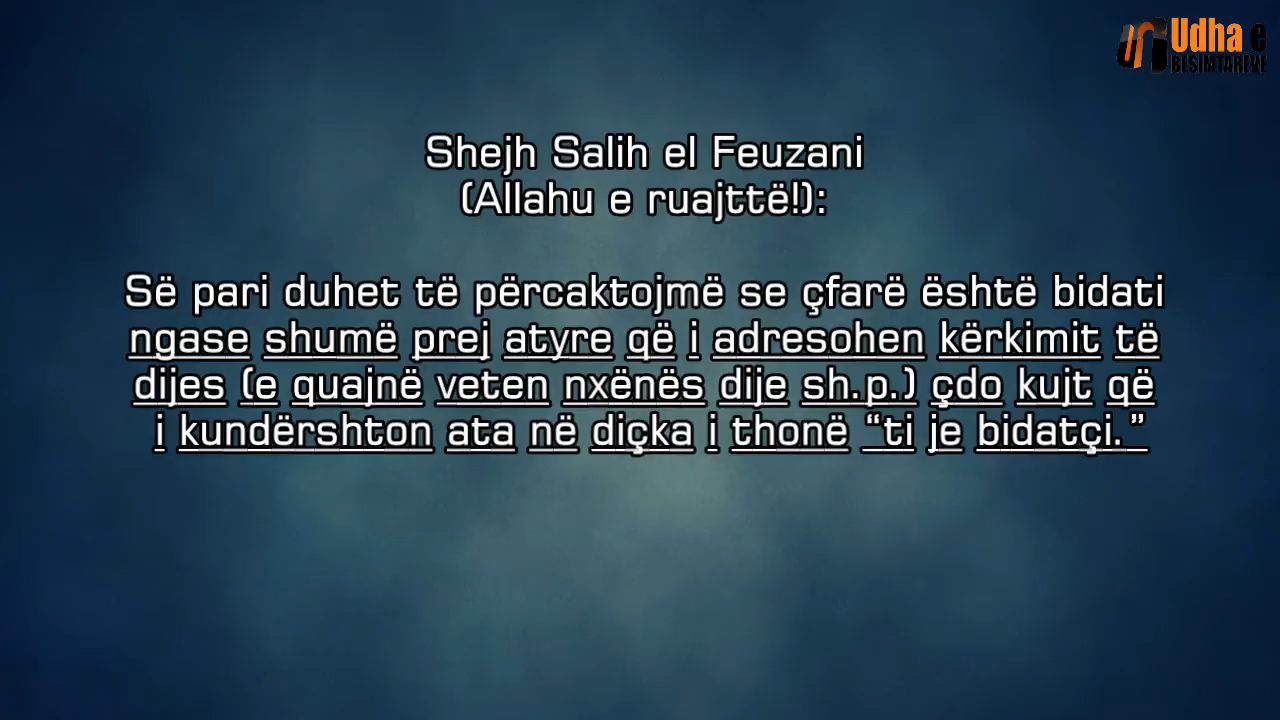 Udha e
BESIMTARËVE
Shejh Salih el Feuzani
(Allahu e ruajttë!):
Së pari duhet të përcaktojmë se çfarë është bidati
ngase shumë prej atyre që i adresohen kërkimit të
dijes (e quajnë veten nxënës dije sh.p.) çdo kujt që
i kundërshton ata në diçka i thonë “ti je bidatçi.”